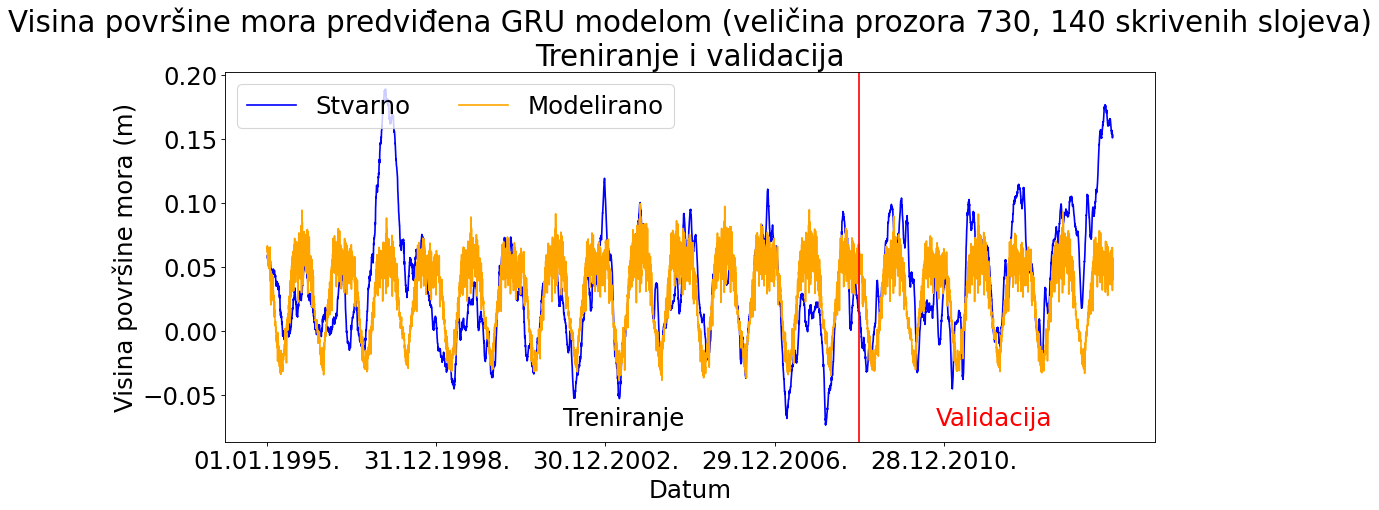 Visina površine mora predviđena GRU modelom (veličina prozora 730, 140 skrivenih slojeva)
Treniranje i validacija
Stvarno
Modelirano
Visina površine mora (m)
0.20
0.15
0.10
0.05
0.00
−0.05
Treniranje
Validacija
01.01.1995.
31.12.1998.
30.12.2002.
29.12.2006.
28.12.2010.
Datum